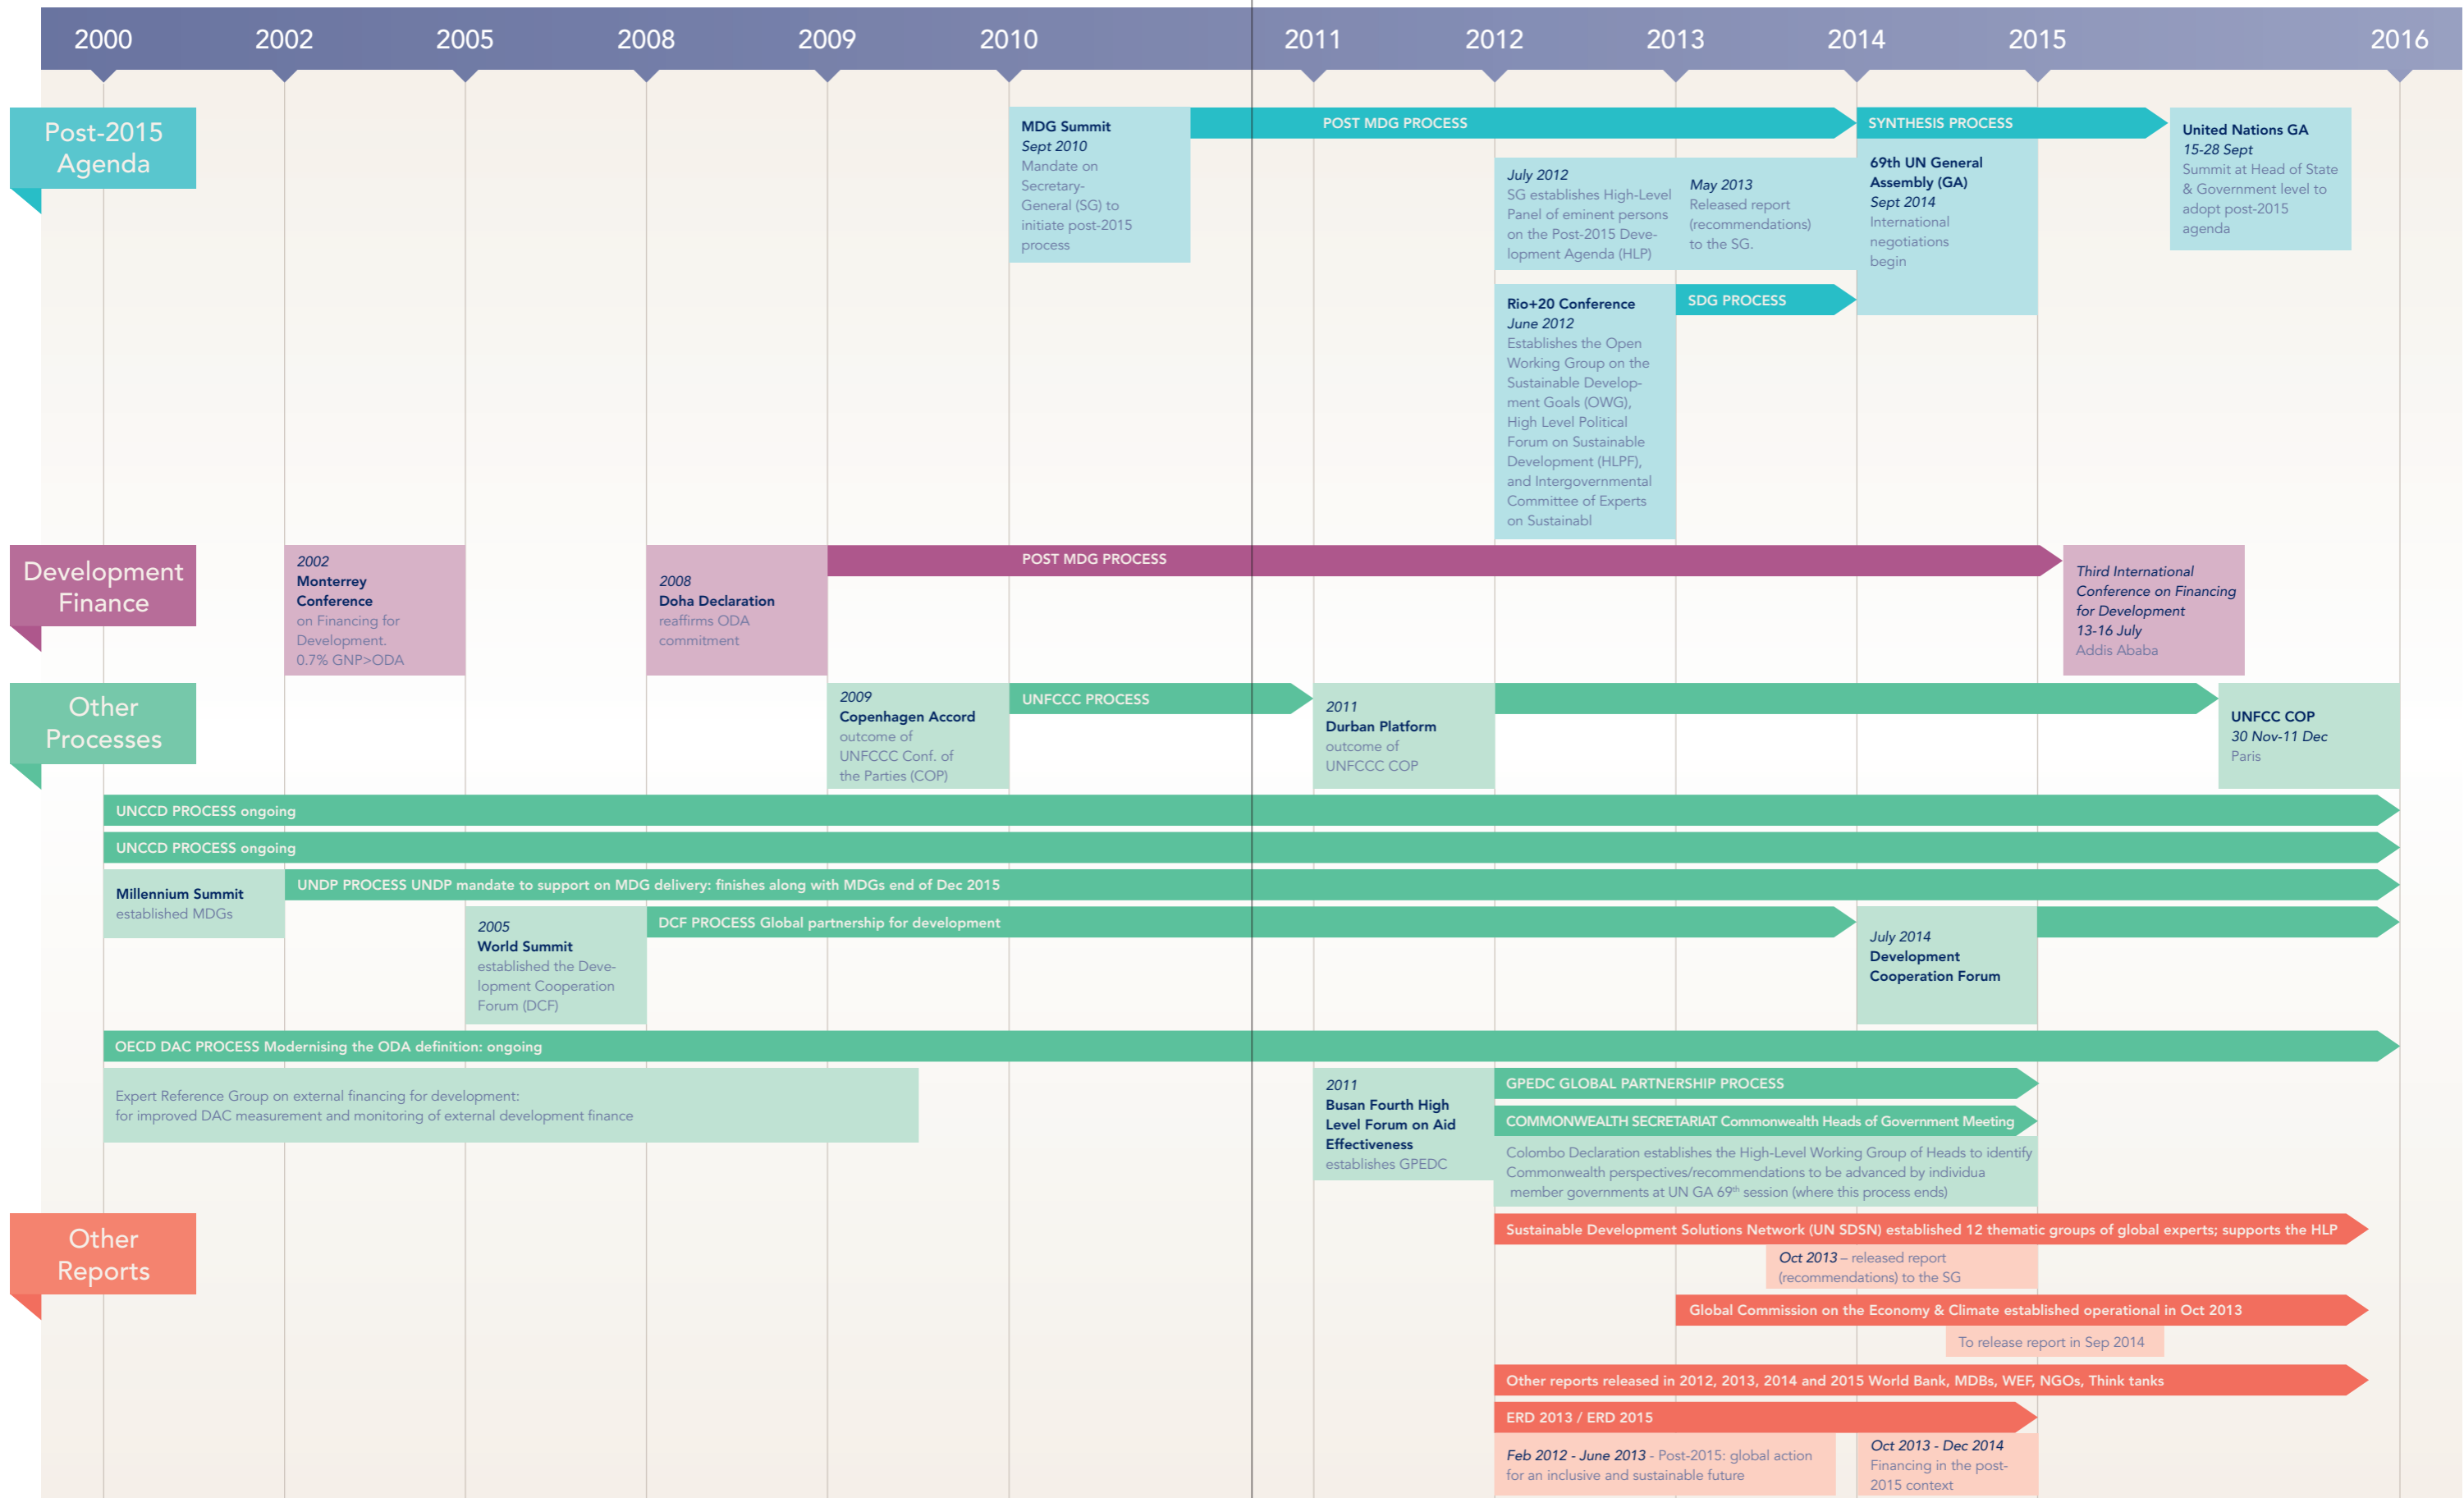 2000
2002
2005
2008
2009
2010
2011
2012
2013
2014
2015
2016
Post-2015
Agenda
MDG Summit
Sept 2010
Mandate on
Secretary-
General (SG) to
initiate post-2015
process
POST MDG PROCESS
July 2012
SG establishes High-Level
Panel of eminent persons
on the Post-2015 Deve-
lopment Agenda (HLP)
May 2013
Released report
(recommendations)
to the SG.
SYNTHESIS PROCESS
69th UN General
Assembly (GA)
Sept 2014
International
negotiations
begin
United Nations GA
15-28 Sept
Summit at Head of State
& Government level to
adopt post-2015
agenda
Rio+20 Conference
June 2012
Establishes the Open
Working Group on the
Sustainable Develop-
ment Goals (OWG),
High Level Political
Forum on Sustainable
Development (HLPF),
and Intergovernmental
Committee of Experts
on Sustainabl
SDG PROCESS
Development
Finance
2002
Monterrey
Conference
on Financing for
Development.
0.7% GNP>ODA
2008
Doha Declaration
reaffirms ODA
commitment
POST MDG PROCESS
Third International
Conference on Financing
for Development
13-16 July
Addis Ababa
Other
Processes
2009
Copenhagen Accord
outcome of
UNFCCC Conf. of
the Parties (COP)
UNFCCC PROCESS
2011
Durban Platform
outcome of
UNFCCC COP
UNFCC COP
30 Nov-11 Dec
Paris
UNCCD PROCESS ongoing
UNCCD PROCESS ongoing
Millennium Summit
established MDGs
UNDP PROCESS UNDP mandate to support on MDG delivery: finishes along with MDGs end of Dec 2015
2005
World Summit
established the Deve-
lopment Cooperation
Forum (DCF)
DCF PROCESS Global partnership for development
July 2014
Development
Cooperation Forum
OECD DAC PROCESS Modernising the ODA definition: ongoing
Expert Reference Group on external financing for development:
for improved DAC measurement and monitoring of external development finance
2011
Busan Fourth High
Level Forum on Aid
Effectiveness
establishes GPEDC
GPEDC GLOBAL PARTNERSHIP PROCESS
COMMONWEALTH SECRETARIAT Commonwealth Heads of Government Meeting
Colombo Declaration establishes the High-Level Working Group of Heads to identify
Commonwealth perspectives/recommendations to be advanced by individua
member governments at UN GA 69th session (where this process ends)
Other
Reports
Sustainable Development Solutions Network (UN SDSN) established 12 thematic groups of global experts; supports the HLP
Oct 2013 – released report
(recommendations) to the SG
Global Commission on the Economy & Climate established operational in Oct 2013
To release report in Sep 2014
Other reports released in 2012, 2013, 2014 and 2015 World Bank, MDBs, WEF, NGOs, Think tanks
ERD 2013 / ERD 2015
Feb 2012 - June 2013 - Post-2015: global action
for an inclusive and sustainable future
Oct 2013 - Dec 2014
Financing in the post-
2015 context